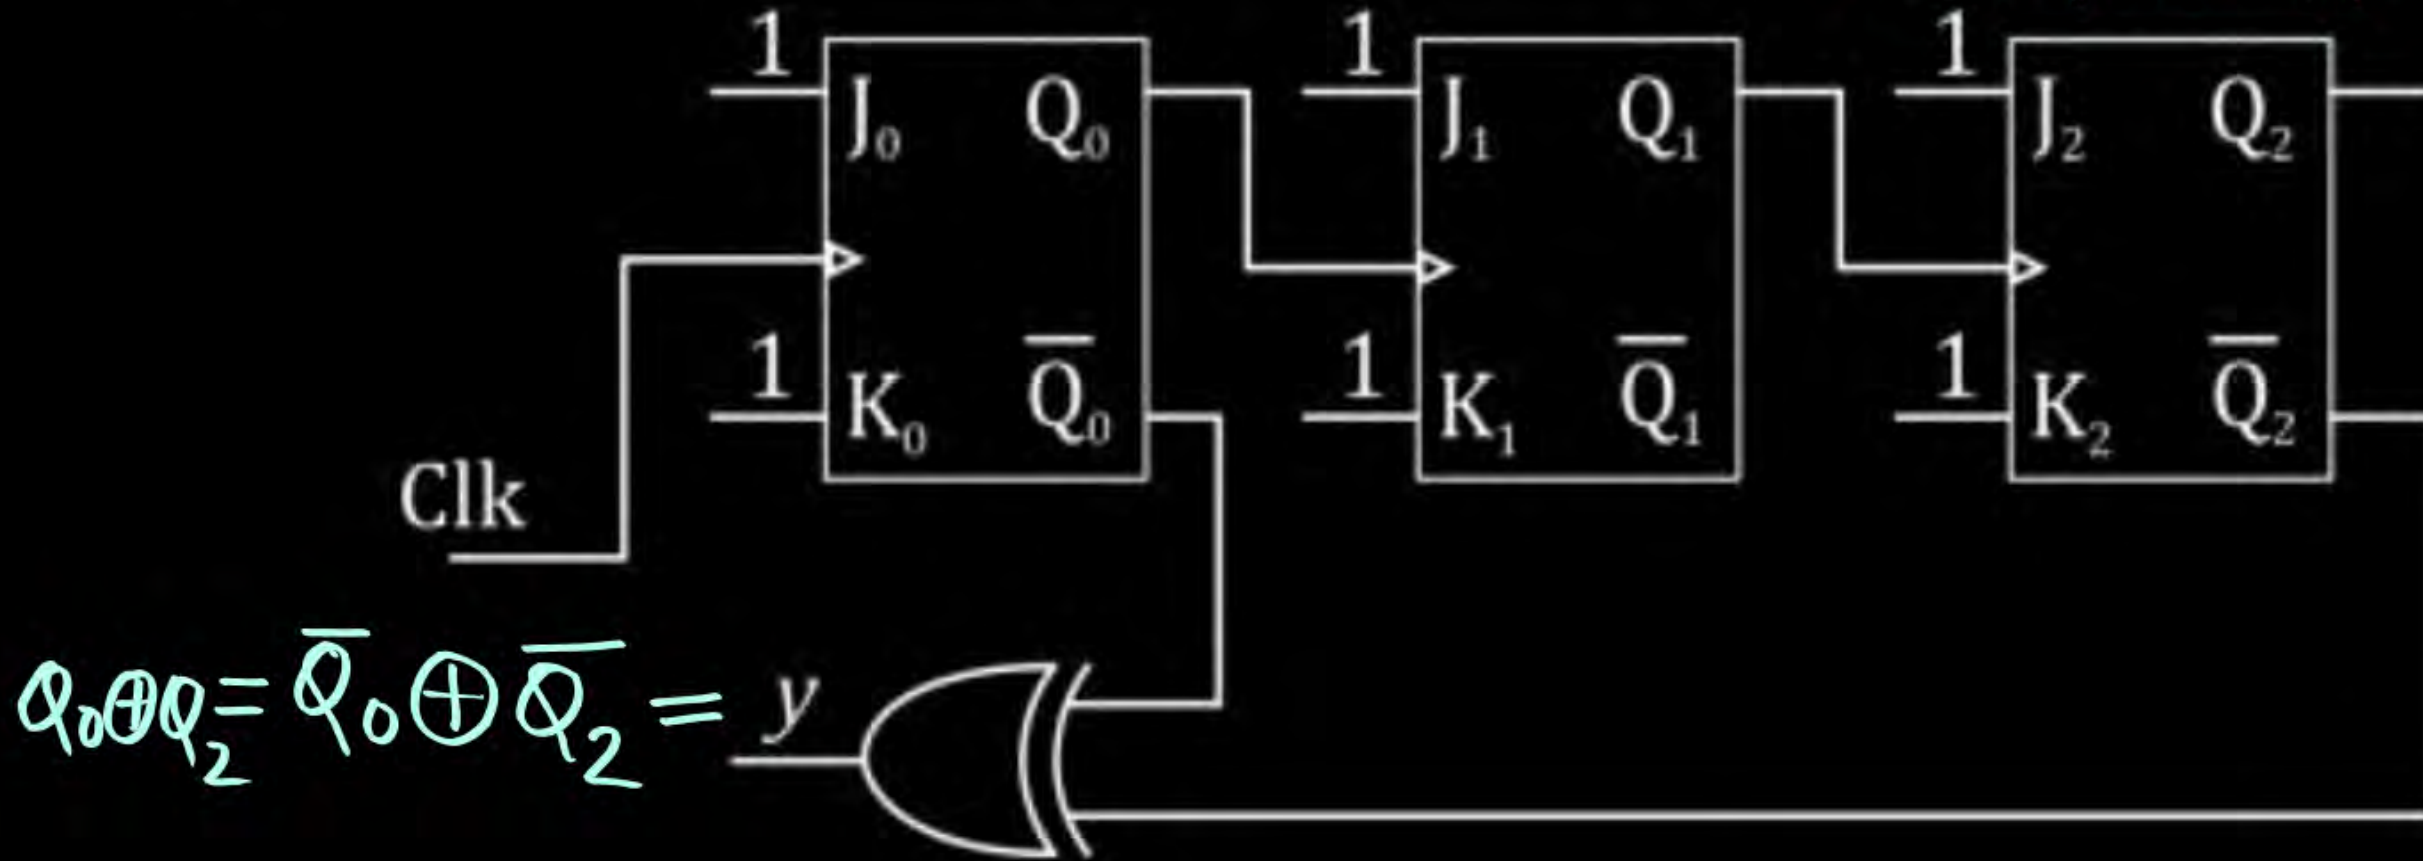 1 1 1
J₀ Q₀ J₁ Q₁ J₂ Q₂
1 1 1
K₀ Q̅₀ K₁ Q̅₁ K₂ Q̅₂
Clk
Q₀⊕Q₂ = Q̅₀⊕Q̅₂ = y